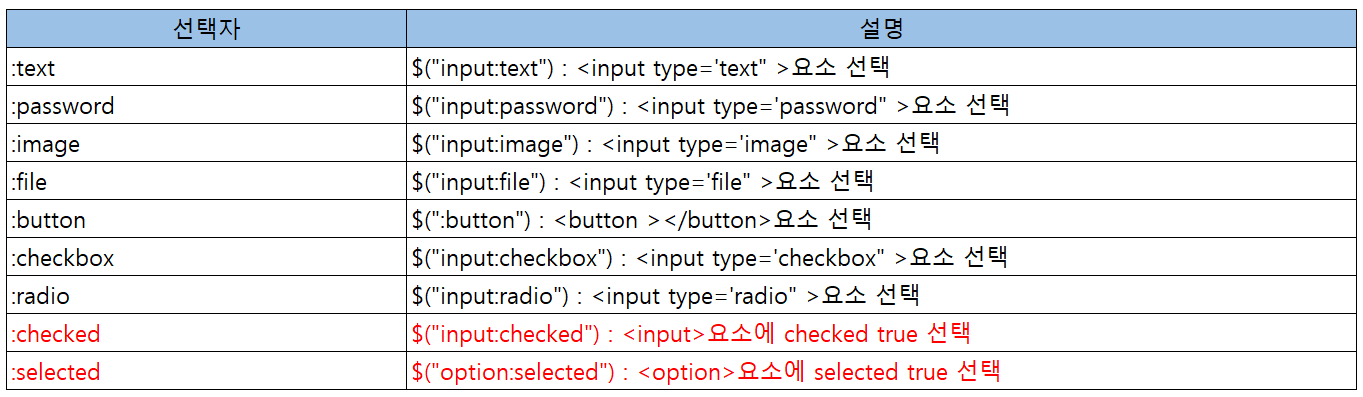 선택자 설명
:text $("input:text") : <input type='text" >요소 선택
:password $("input:password") : <input type='password" >요소 선택
:image $("input:image") : <input type='image" >요소 선택
:file $("input:file") : <input type='file" >요소 선택
:button $(":button") : <button ></button>요소 선택
:checkbox $("input:checkbox") : <input type='checkbox" >요소 선택
:radio $("input:radio") : <input type='radio" >요소 선택
:checked $("input:checked") : <input>요소에 checked true 선택
:selected $("option:selected") : <option>요소에 selected true 선택